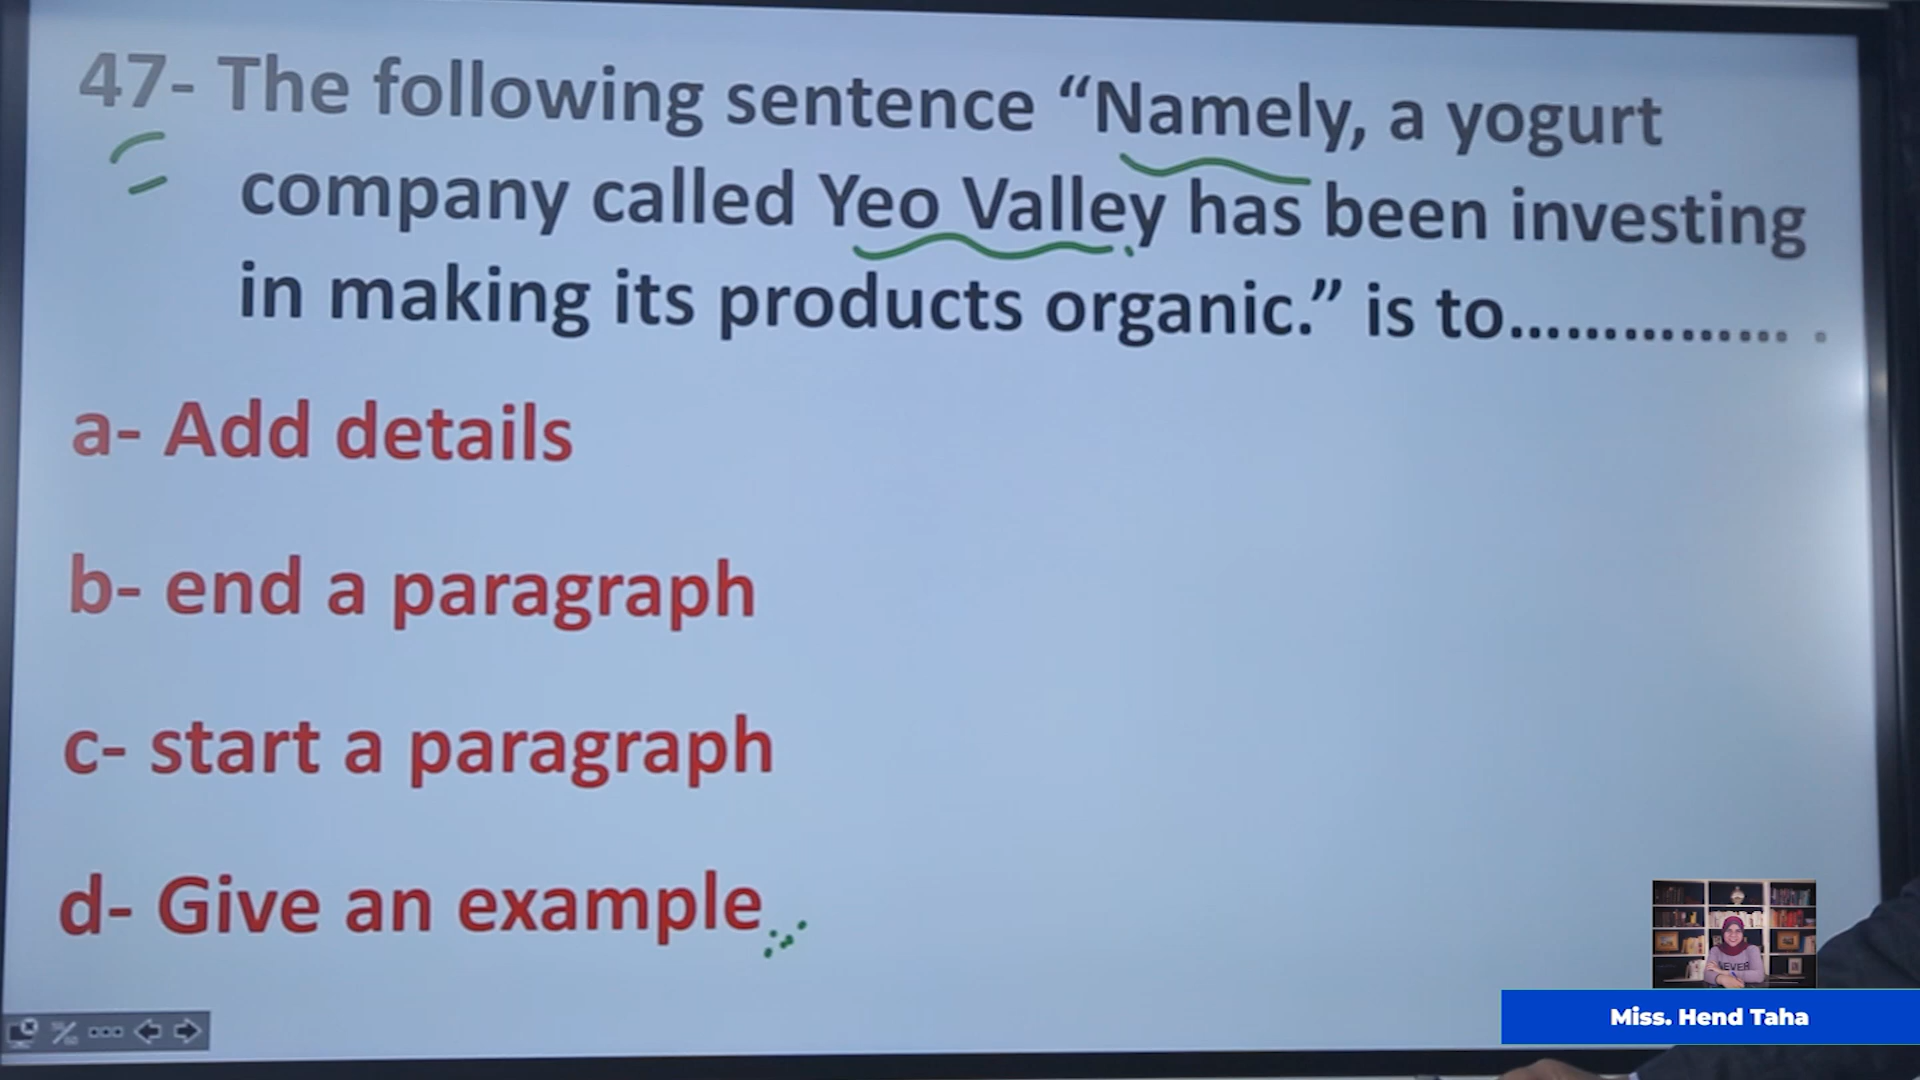 47- The following sentence “Namely, a yogurt
company called Yeo Valley has been investing
in making its products organic.” is to............... .
a- Add details
b- end a paragraph
c- start a paragraph
d- Give an example
Miss. Hend Taha